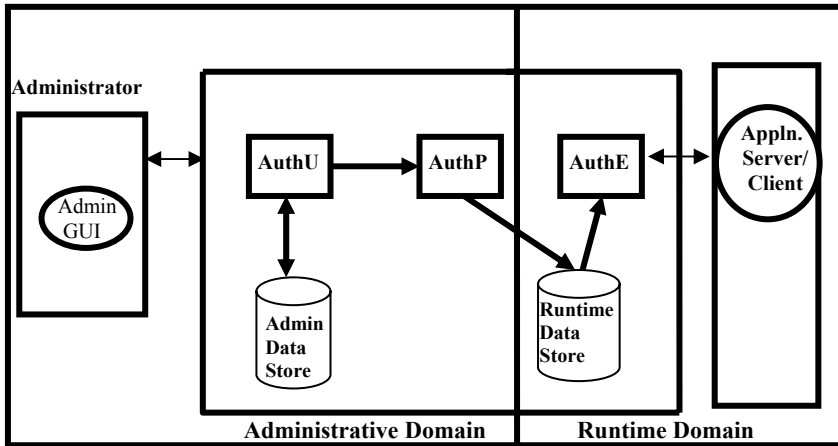 Administrator
Admin
GUI
AuthU
AuthP
AuthE
Appln.
Server/
Client
Admin
Data
Store
Runtime
Data
Store
Administrative Domain
Runtime Domain